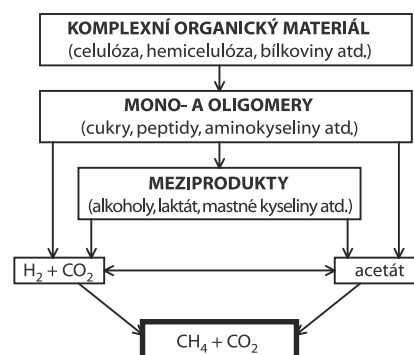 KOMPLEXNÍ ORGANICKÝ MATERIÁL
(celulóza, hemicelulóza, bílkoviny atd.)
MONO- A OLIGOMERY
(cukry, peptidy, aminokyseliny atd.)
MEZIPRODUKTY
(alkoholy, laktát, mastné kyseliny atd.)
H₂ + CO₂
acetát
CH₄ + CO₂